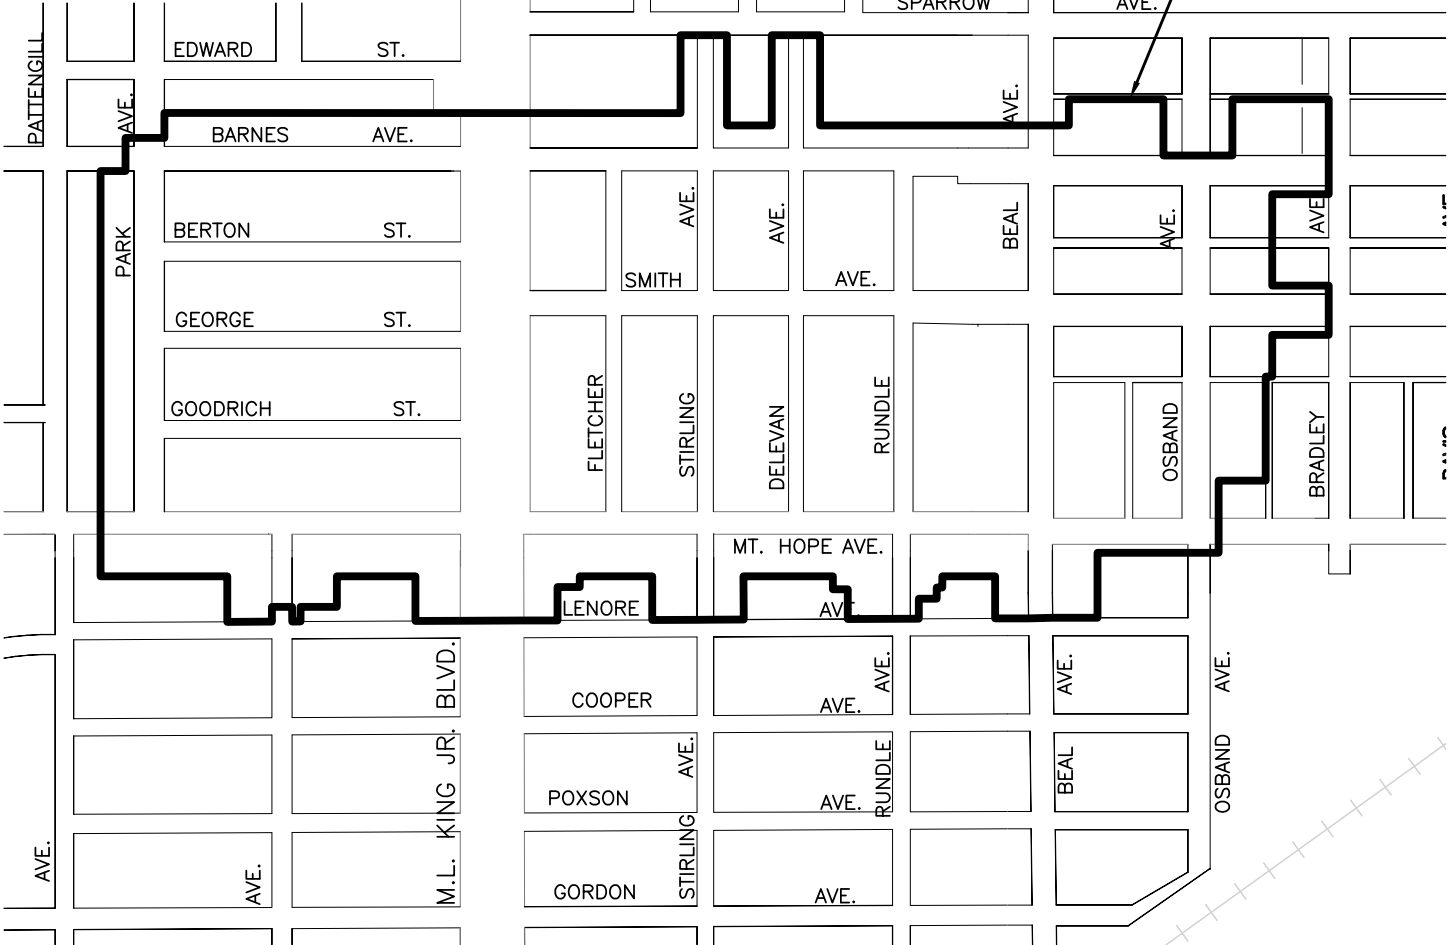 SPARROW AVE.
EDWARD ST.
PATTENGILL
AVE.
AVE.
BARNES AVE.
BERTON ST.
PARK
AVE.
AVE.
BEAL
AVE.
AVE.
AVE.
SMITH AVE.
GEORGE ST.
GOODRICH ST.
FLETCHER
STIRLING
DELEVAN
RUNDLE
OSBAND
BRADLEY
MT. HOPE AVE.
LENORE AVE.
COOPER AVE.
BLVD.
AVE.
AVE.
AVE.
M.L. KING JR.
AVE.
RUNDLE
BEAL
OSBAND
POXSON AVE.
STIRLING
AVE.
AVE.
GORDON AVE.